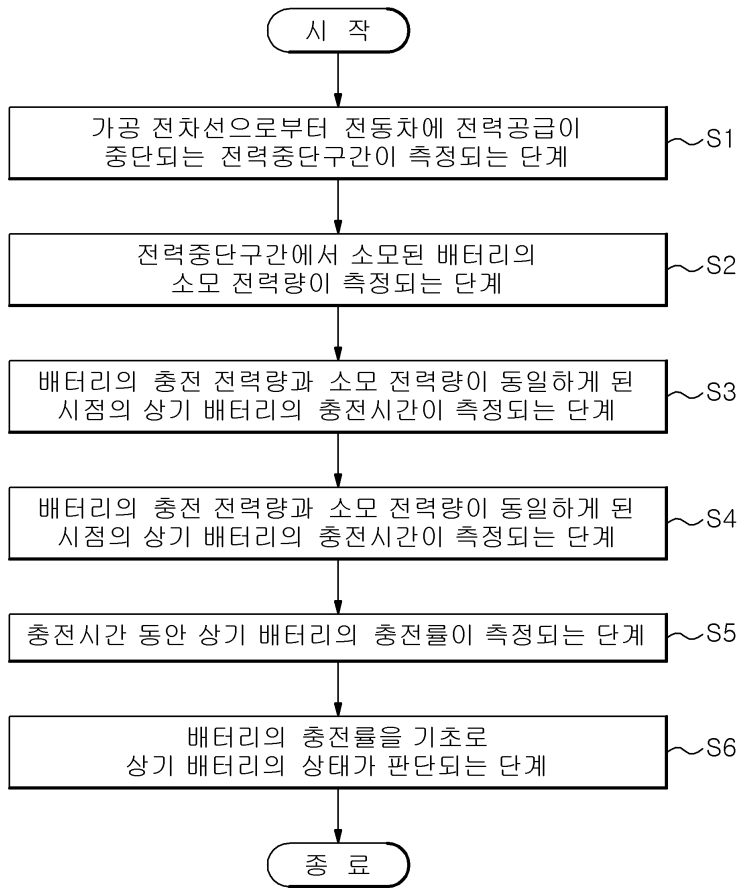 시 작
가공 전차선으로부터 전동차에 전력공급이
중단되는 전력중단구간이 측정되는 단계
S1
전력중단구간에서 소모된 배터리의
소모 전력량이 측정되는 단계
S2
배터리의 충전 전력량과 소모 전력량이 동일하게 된
시점의 상기 배터리의 충전시간이 측정되는 단계
S3
배터리의 충전 전력량과 소모 전력량이 동일하게 된
시점의 상기 배터리의 충전시간이 측정되는 단계
S4
충전시간 동안 상기 배터리의 충전률이 측정되는 단계
S5
배터리의 충전률을 기초로
상기 배터리의 상태가 판단되는 단계
S6
종 료